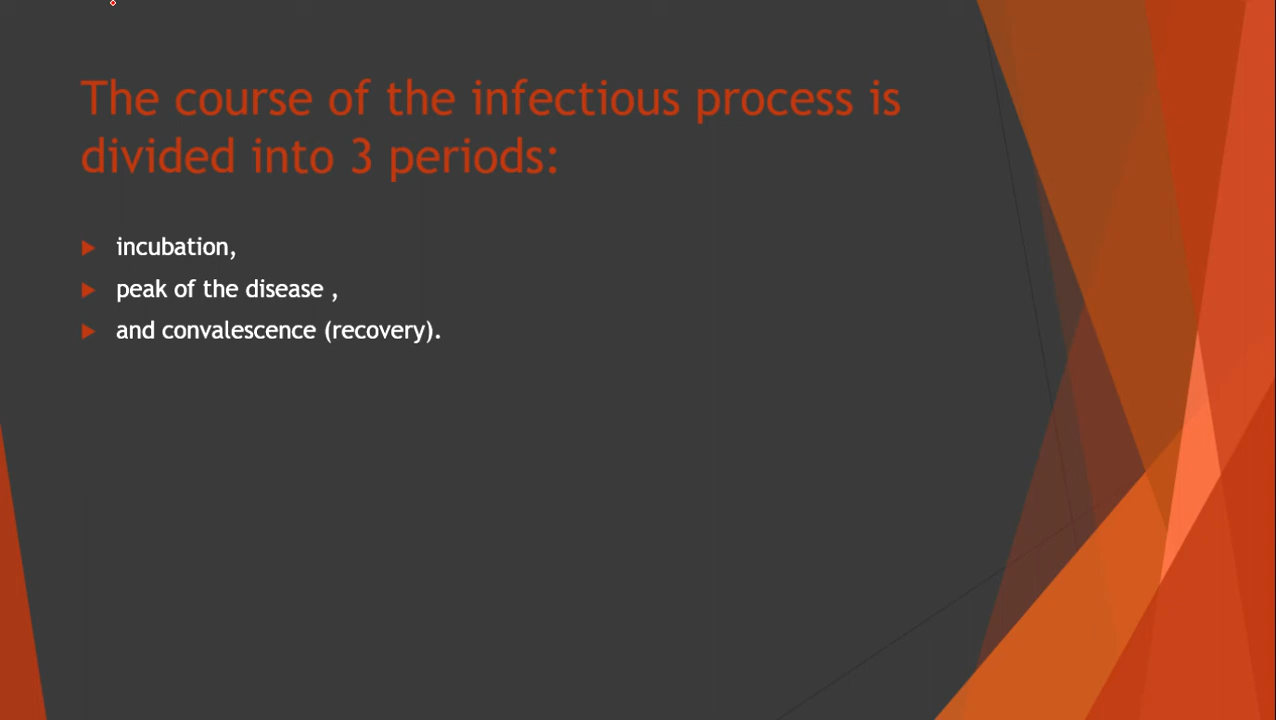 The course of the infectious process is
divided into 3 periods:
incubation,
peak of the disease ,
and convalescence (recovery).